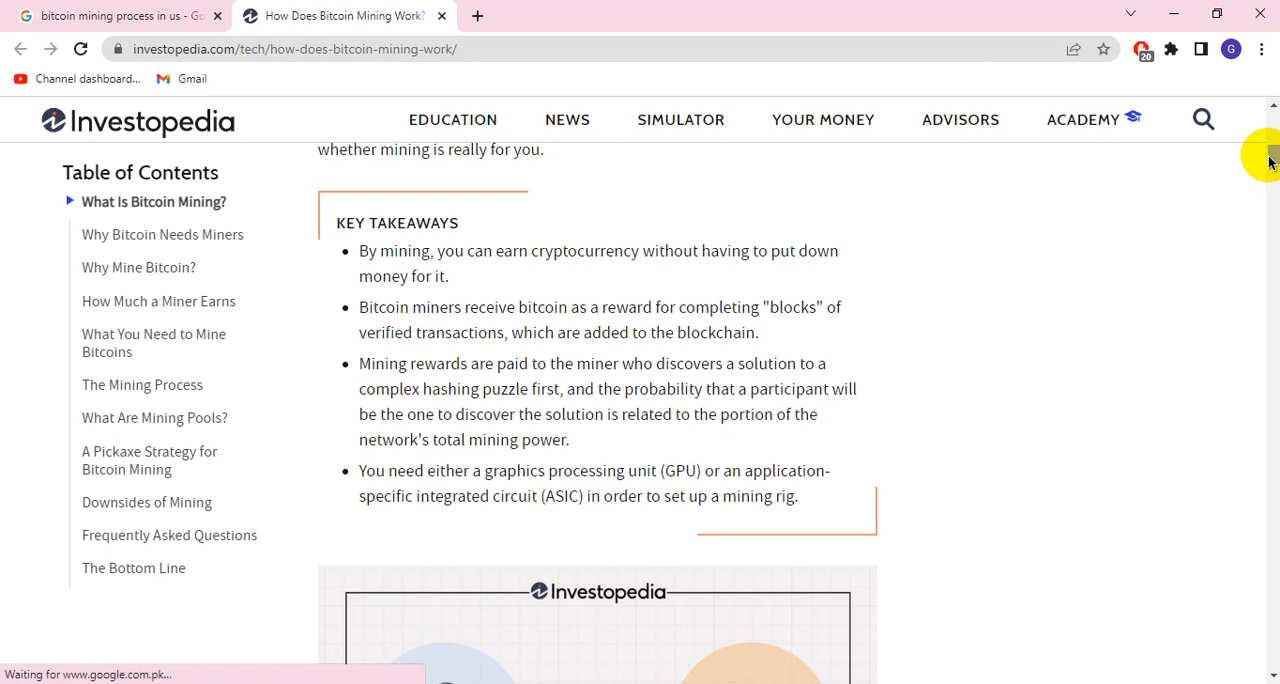 bitcoin mining process in us - Go
How Does Bitcoin Mining Work?
investopedia.com/tech/how-does-bitcoin-mining-work/
20
G
Channel dashboard...
Gmail
Investopedia
EDUCATION
NEWS
SIMULATOR
YOUR MONEY
ADVISORS
ACADEMY
Table of Contents
What Is Bitcoin Mining?
Why Bitcoin Needs Miners
Why Mine Bitcoin?
How Much a Miner Earns
What You Need to Mine
Bitcoins
The Mining Process
What Are Mining Pools?
A Pickaxe Strategy for
Bitcoin Mining
Downsides of Mining
Frequently Asked Questions
The Bottom Line
whether mining is really for you.
KEY TAKEAWAYS
• By mining, you can earn cryptocurrency without having to put down
money for it.
• Bitcoin miners receive bitcoin as a reward for completing "blocks" of
verified transactions, which are added to the blockchain.
• Mining rewards are paid to the miner who discovers a solution to a
complex hashing puzzle first, and the probability that a participant will
be the one to discover the solution is related to the portion of the
network's total mining power.
• You need either a graphics processing unit (GPU) or an application-
specific integrated circuit (ASIC) in order to set up a mining rig.
Investopedia
Waiting for www.google.com.pk...